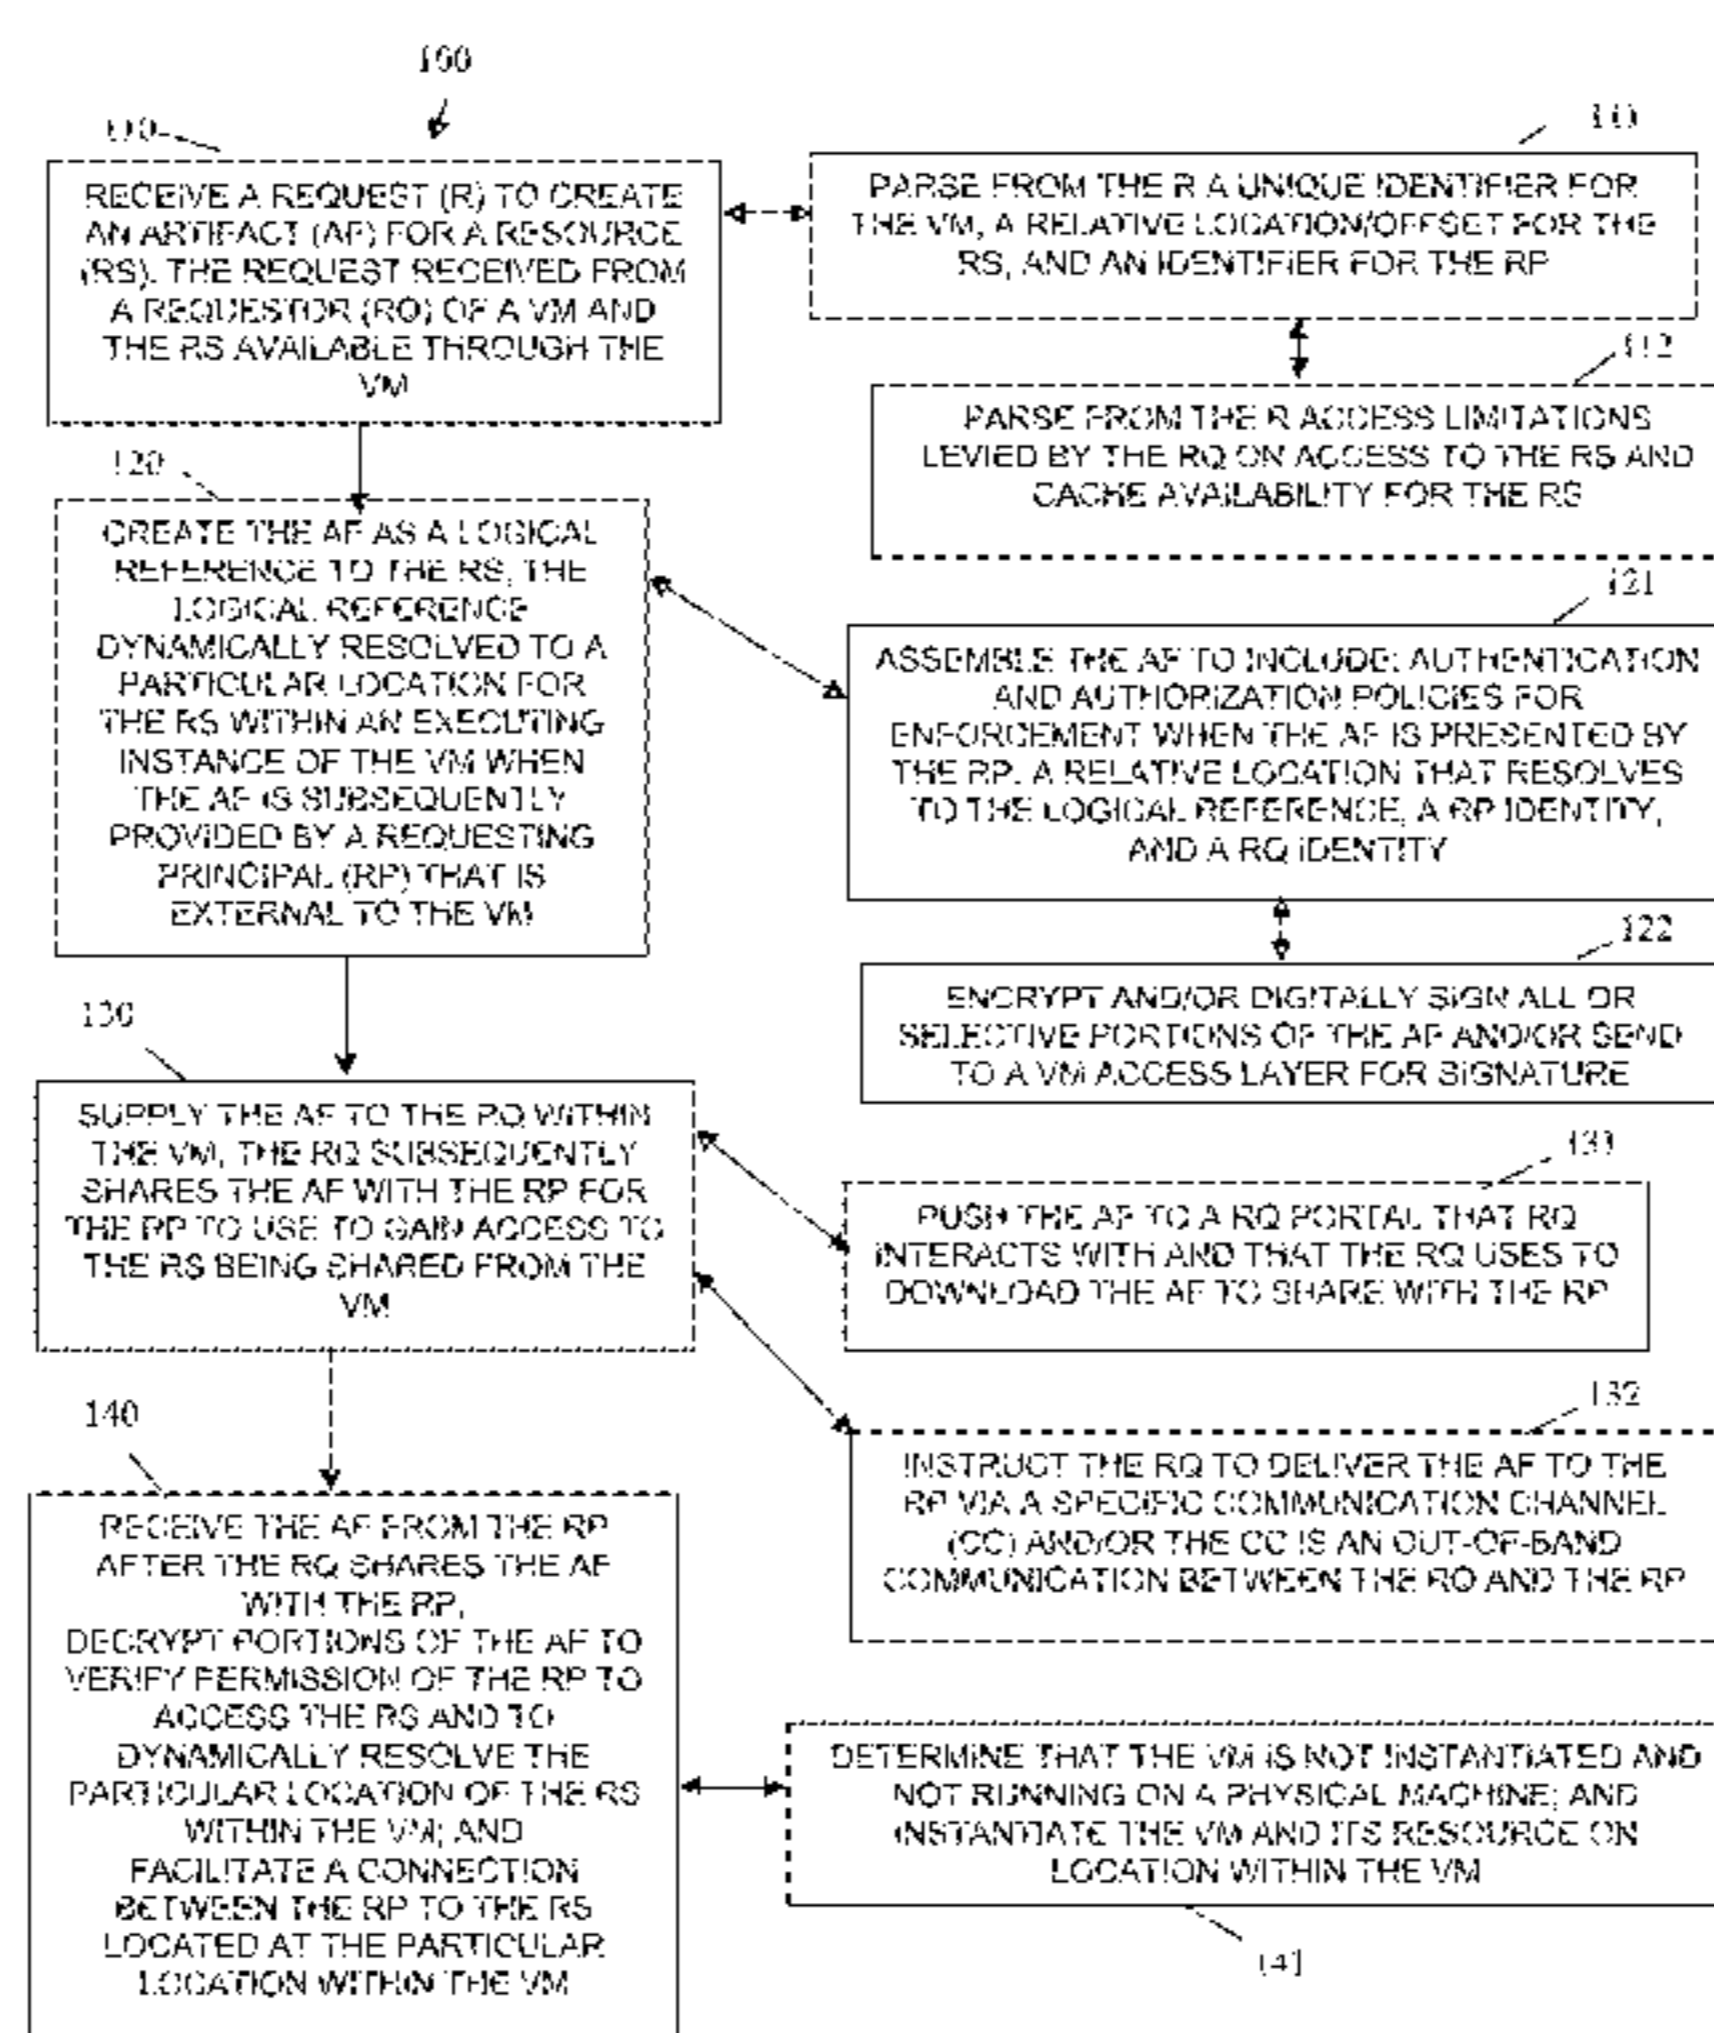 100
110
RECEIVE A REQUEST (R) TO CREATE
AN ARTIFACT (AF) FOR A RESOURCE
(RS), THE REQUEST RECEIVED FROM
A REQUESTOR (RQ) OF A VM AND
THE RS AVAILABLE THROUGH THE
VM
111
PARSE FROM THE R A UNIQUE IDENTIFIER FOR
THE VM, A RELATIVE LOCATION/OFFSET FOR THE
RS, AND AN IDENTIFIER FOR THE RP
112
PARSE FROM THE R ACCESS LIMITATIONS
LEVIED BY THE RQ ON ACCESS TO THE RS AND
CACHE AVAILABILITY FOR THE RS
120
CREATE THE AF AS A LOGICAL
REFERENCE TO THE RS, THE
LOGICAL REFERENCE
DYNAMICALLY RESOLVED TO A
PARTICULAR LOCATION FOR
THE RS WITHIN AN EXECUTING
INSTANCE OF THE VM WHEN
THE AF IS SUBSEQUENTLY
PROVIDED BY A REQUESTING
PRINCIPAL (RP) THAT IS
EXTERNAL TO THE VM
121
ASSEMBLE THE AF TO INCLUDE: AUTHENTICATION
AND AUTHORIZATION POLICIES FOR
ENFORCEMENT WHEN THE AF IS PRESENTED BY
THE RP, A RELATIVE LOCATION THAT RESOLVES
TO THE LOGICAL REFERENCE, A RP IDENTITY,
AND A RQ IDENTITY
122
ENCRYPT AND/OR DIGITALLY SIGN ALL OR
SELECTIVE PORTIONS OF THE AF AND/OR SEND
TO A VM ACCESS LAYER FOR SIGNATURE
130
SUPPLY THE AF TO THE RQ WITHIN
THE VM, THE RQ SUBSEQUENTLY
SHARES THE AF WITH THE RP FOR
THE RP TO USE TO GAIN ACCESS TO
THE RS BEING SHARED FROM THE
VM
131
PUSH THE AF TO A RQ PORTAL THAT RQ
INTERACTS WITH AND THAT THE RQ USES TO
DOWNLOAD THE AF TO SHARE WITH THE RP
132
INSTRUCT THE RQ TO DELIVER THE AF TO THE
RP VIA A SPECIFIC COMMUNICATION CHANNEL
(CC) AND/OR THE CC IS AN OUT-OF-BAND
COMMUNICATION BETWEEN THE RQ AND THE RP
140
RECEIVE THE AF FROM THE RP
AFTER THE RQ SHARES THE AF
WITH THE RP,
DECRYPT PORTIONS OF THE AF TO
VERIFY PERMISSION OF THE RP TO
ACCESS THE RS AND TO
DYNAMICALLY RESOLVE THE
PARTICULAR LOCATION OF THE RS
WITHIN THE VM; AND
FACILITATE A CONNECTION
BETWEEN THE RP TO THE RS
LOCATED AT THE PARTICULAR
LOCATION WITHIN THE VM
DETERMINE THAT THE VM IS NOT INSTANTIATED AND
NOT RUNNING ON A PHYSICAL MACHINE; AND
INSTANTIATE THE VM AND ITS RESOURCE ON
LOCATION WITHIN THE VM
141